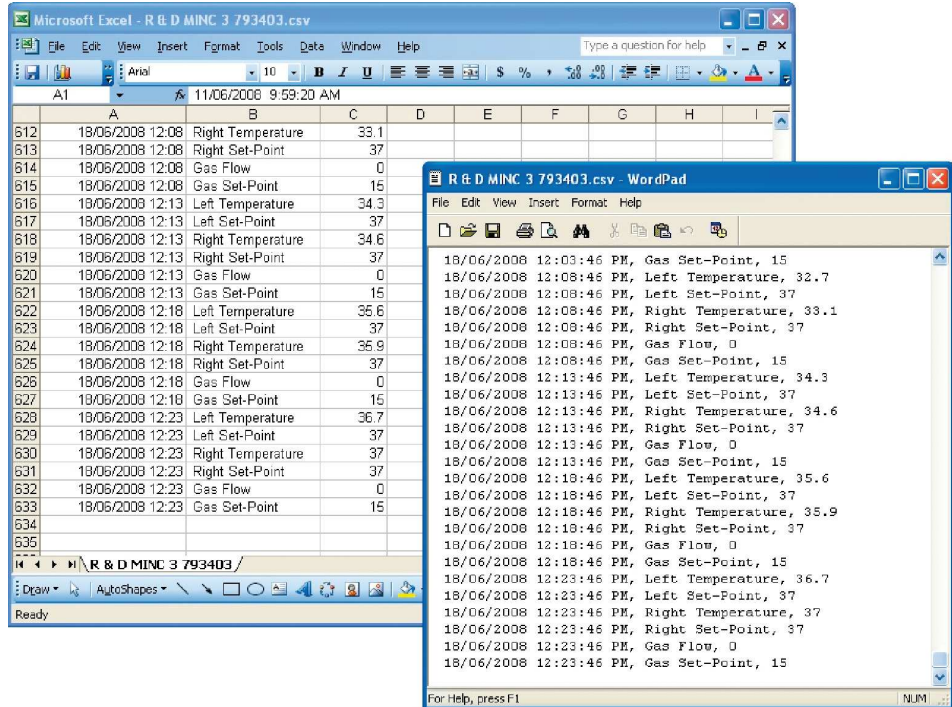 Microsoft Excel - R & D MINC 3 793403.csv
File Edit View Insert Format Tools Data Window Help Type a question for help
Arial 10 B I U $ % ,
A1 fx 11/06/2008 9:59:20 AM
A B C D E F G H I
612 18/06/2008 12:08 Right Temperature 33.1
613 18/06/2008 12:08 Right Set-Point 37
614 18/06/2008 12:08 Gas Flow 0
615 18/06/2008 12:08 Gas Set-Point 15
616 18/06/2008 12:13 Left Temperature 34.3
617 18/06/2008 12:13 Left Set-Point 37
618 18/06/2008 12:13 Right Temperature 34.6
619 18/06/2008 12:13 Right Set-Point 37
620 18/06/2008 12:13 Gas Flow 0
621 18/06/2008 12:13 Gas Set-Point 15
622 18/06/2008 12:18 Left Temperature 35.6
623 18/06/2008 12:18 Left Set-Point 37
624 18/06/2008 12:18 Right Temperature 35.9
625 18/06/2008 12:18 Right Set-Point 37
626 18/06/2008 12:18 Gas Flow 0
627 18/06/2008 12:18 Gas Set-Point 15
628 18/06/2008 12:23 Left Temperature 36.7
629 18/06/2008 12:23 Left Set-Point 37
630 18/06/2008 12:23 Right Temperature 37
631 18/06/2008 12:23 Right Set-Point 37
632 18/06/2008 12:23 Gas Flow 0
633 18/06/2008 12:23 Gas Set-Point 15
634
635
R & D MINC 3 793403
Draw AutoShapes
Ready
R & D MINC 3 793403.csv - WordPad
File Edit View Insert Format Help
18/06/2008 12:03:46 PM, Gas Set-Point, 15
18/06/2008 12:08:46 PM, Left Temperature, 32.7
18/06/2008 12:08:46 PM, Left Set-Point, 37
18/06/2008 12:08:46 PM, Right Temperature, 33.1
18/06/2008 12:08:46 PM, Right Set-Point, 37
18/06/2008 12:08:46 PM, Gas Flow, 0
18/06/2008 12:08:46 PM, Gas Set-Point, 15
18/06/2008 12:13:46 PM, Left Temperature, 34.3
18/06/2008 12:13:46 PM, Left Set-Point, 37
18/06/2008 12:13:46 PM, Right Temperature, 34.6
18/06/2008 12:13:46 PM, Right Set-Point, 37
18/06/2008 12:13:46 PM, Gas Flow, 0
18/06/2008 12:13:46 PM, Gas Set-Point, 15
18/06/2008 12:18:46 PM, Left Temperature, 35.6
18/06/2008 12:18:46 PM, Left Set-Point, 37
18/06/2008 12:18:46 PM, Right Temperature, 35.9
18/06/2008 12:18:46 PM, Right Set-Point, 37
18/06/2008 12:18:46 PM, Gas Flow, 0
18/06/2008 12:18:46 PM, Gas Set-Point, 15
18/06/2008 12:23:46 PM, Left Temperature, 36.7
18/06/2008 12:23:46 PM, Left Set-Point, 37
18/06/2008 12:23:46 PM, Right Temperature, 37
18/06/2008 12:23:46 PM, Right Set-Point, 37
18/06/2008 12:23:46 PM, Gas Flow, 0
18/06/2008 12:23:46 PM, Gas Set-Point, 15
For Help, press F1 NUM